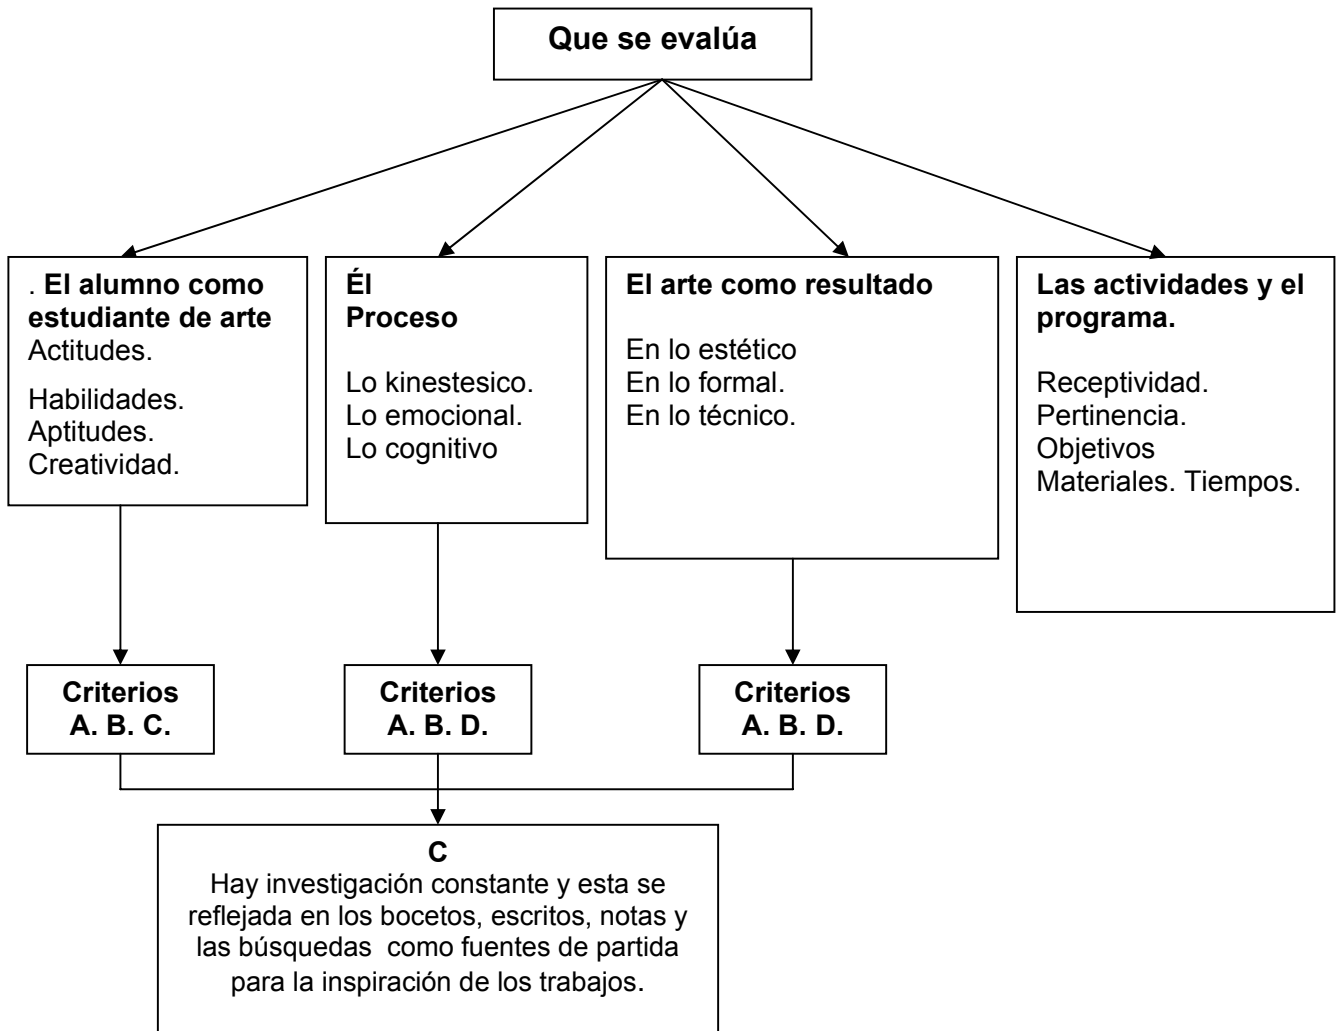 Que se evalúa
. El alumno como
estudiante de arte
Actitudes.
Habilidades.
Aptitudes.
Creatividad.
Él
Proceso
Lo kinestesico.
Lo emocional.
Lo cognitivo
El arte como resultado
En lo estético
En lo formal.
En lo técnico.
Las actividades y el
programa.
Receptividad.
Pertinencia.
Objetivos
Materiales. Tiempos.
Criterios
A. B. C.
Criterios
A. B. D.
Criterios
A. B. D.
C
Hay investigación constante y esta se
reflejada en los bocetos, escritos, notas y
las búsquedas como fuentes de partida
para la inspiración de los trabajos.